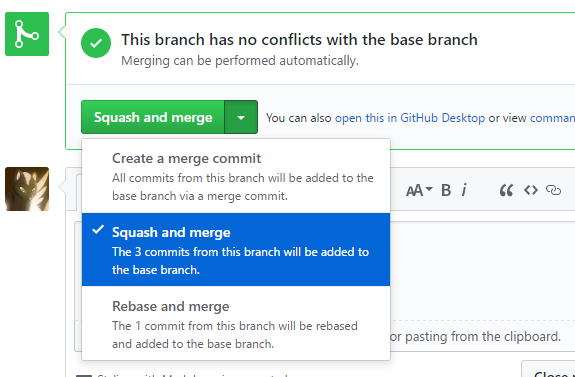 This branch has no conflicts with the base branch
Merging can be performed automatically.
Squash and merge
You can also open this in GitHub Desktop or view comman
Create a merge commit
All commits from this branch will be added to the
base branch via a merge commit.
AA B i
Squash and merge
The 3 commits from this branch will be added to
the base branch.
Rebase and merge
The 1 commit from this branch will be rebased
and added to the base branch.
or pasting from the clipboard.